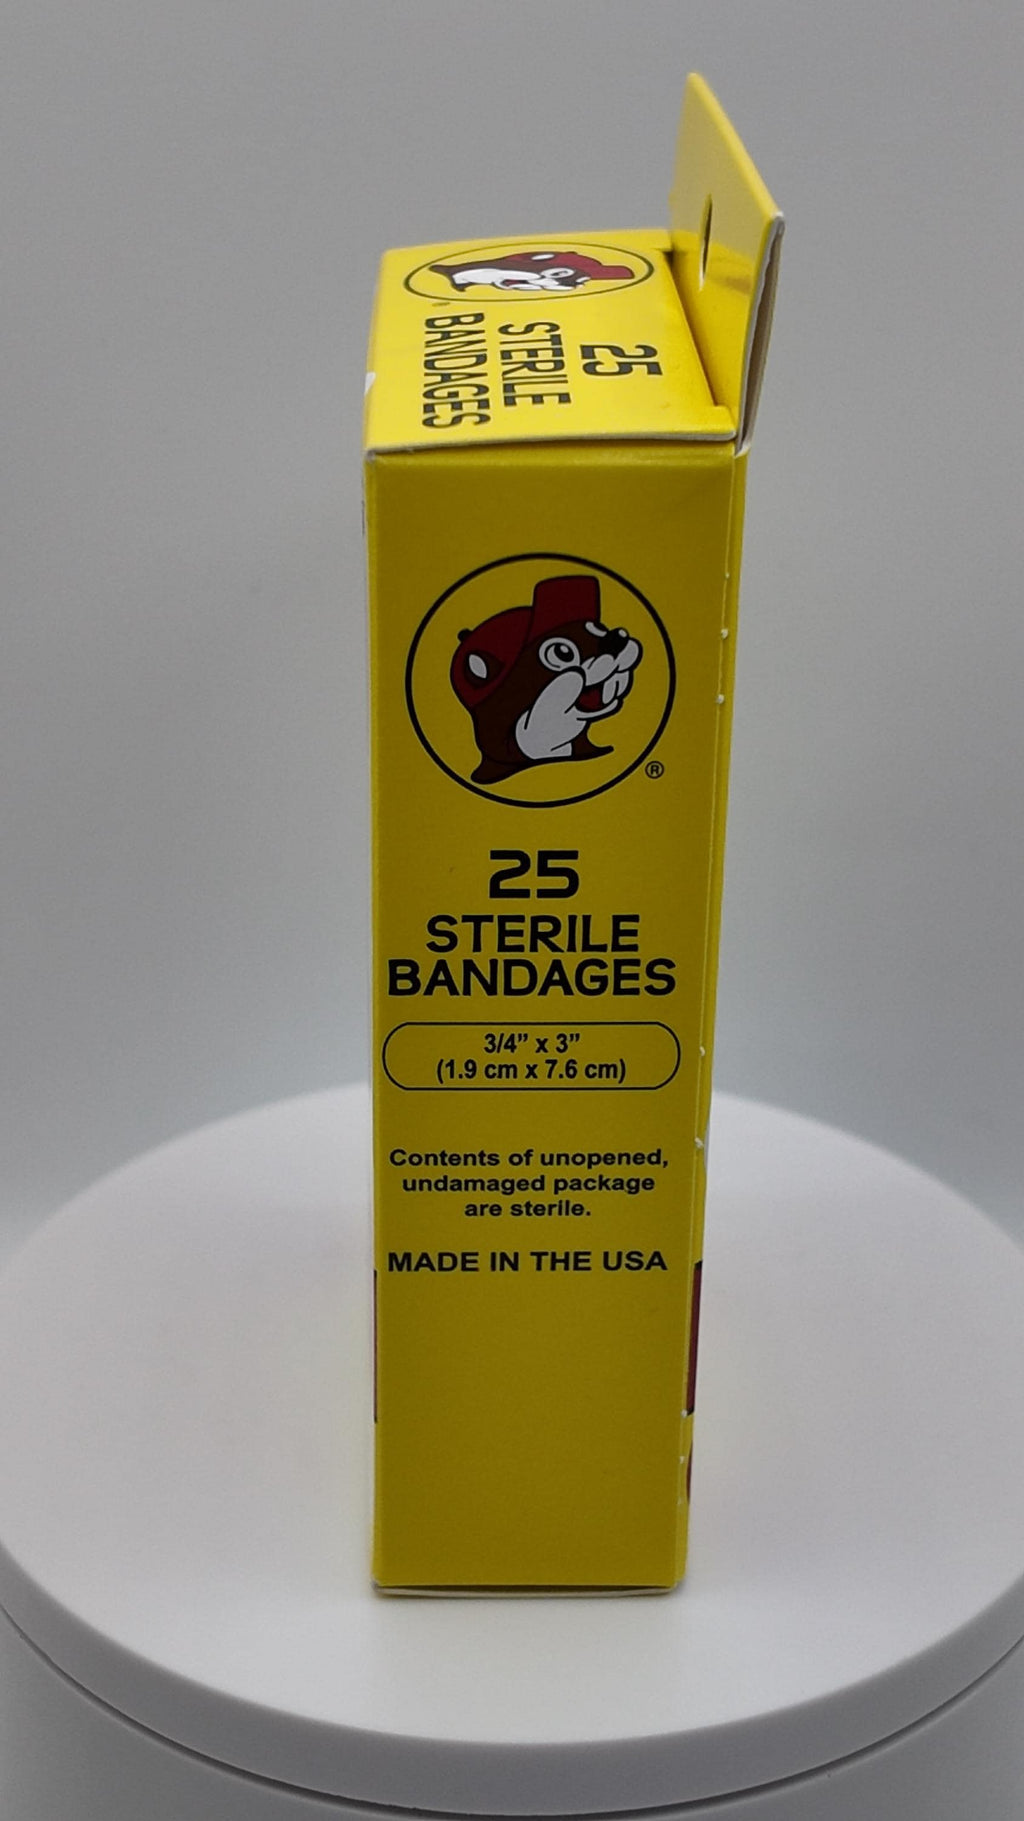 25
STERILE
BANDAGES
®
25
STERILE
BANDAGES
3/4” x 3”
(1.9 cm x 7.6 cm)
Contents of unopened,
undamaged package
are sterile.
MADE IN THE USA